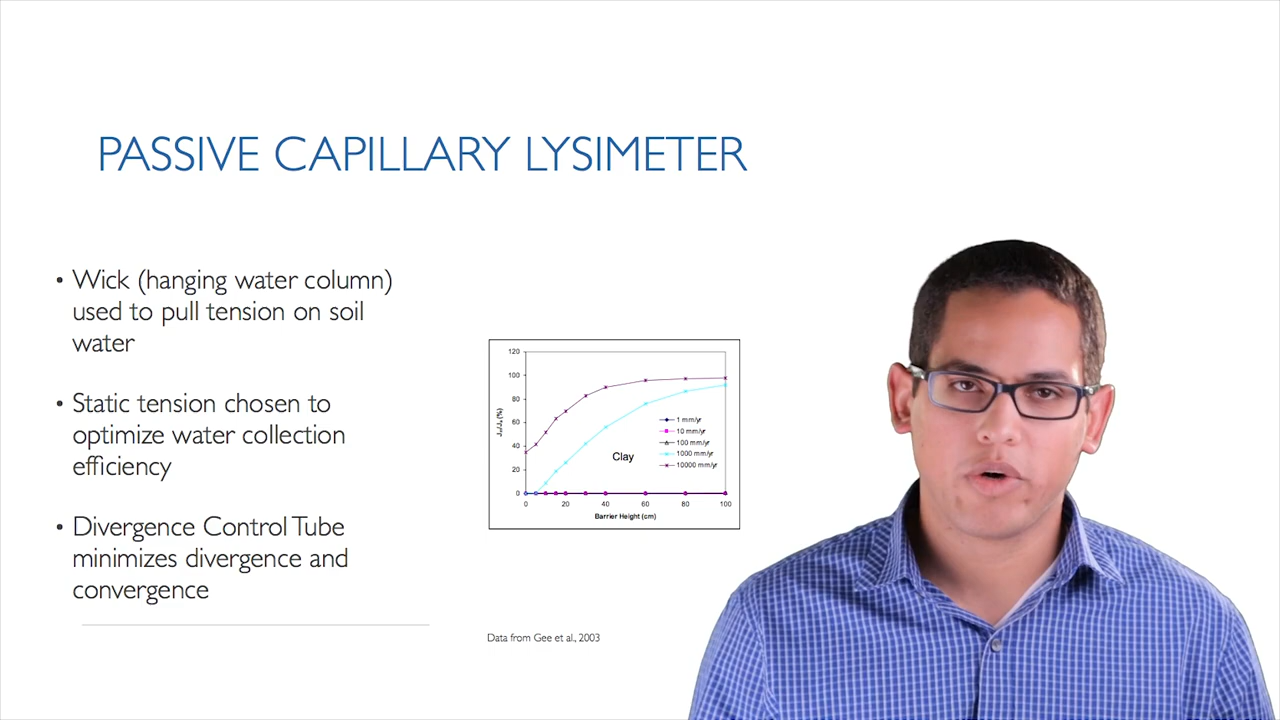 PASSIVE CAPILLARY LYSIMETER
• Wick (hanging water column)
used to pull tension on soil
water
• Static tension chosen to
optimize water collection
efficiency
• Divergence Control Tube
minimizes divergence and
convergence
120
100
80
60
40
20
0
(%)
1 mm/yr
10 mm/yr
100 mm/yr
1000 mm/yr
10000 mm/yr
Clay
0 20 40 60 80 100
Barrier Height (cm)
Data from Gee et al., 2003